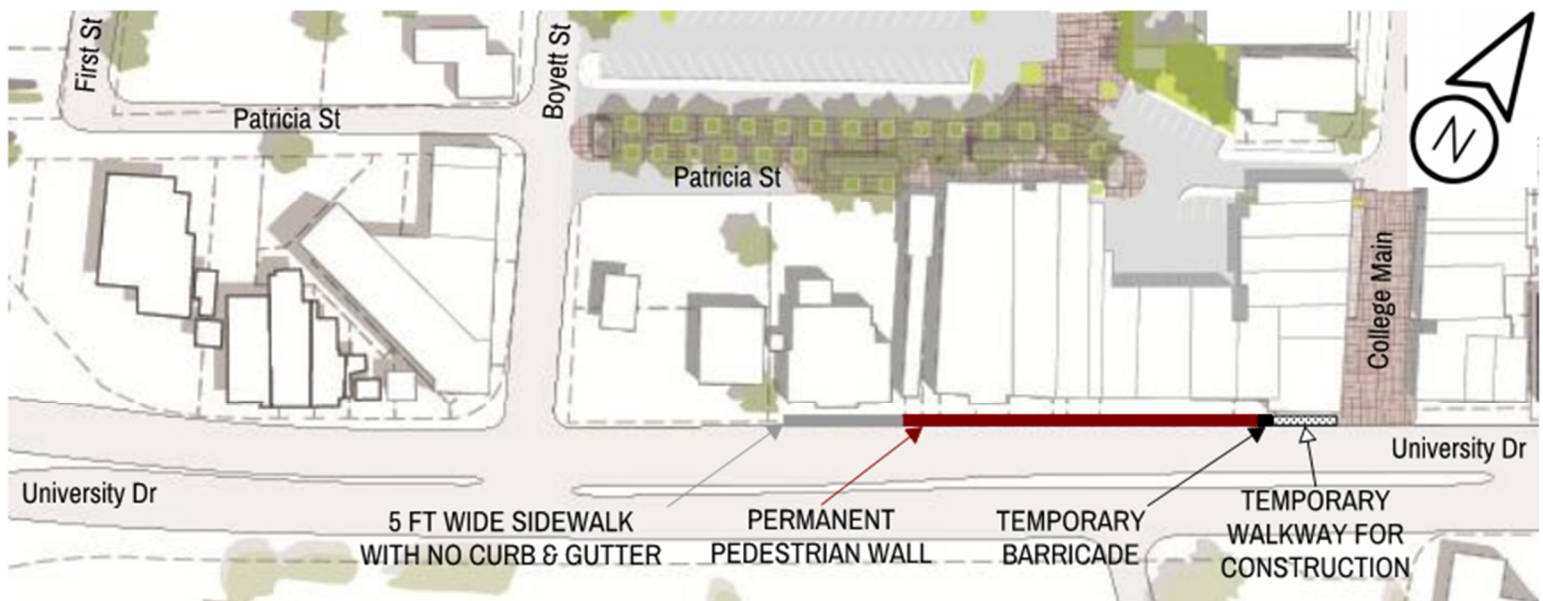 First St
Boyett St
Patricia St
N
Patricia St
College Main
University Dr
University Dr
5 FT WIDE SIDEWALK
WITH NO CURB & GUTTER
PERMANENT
PEDESTRIAN WALL
TEMPORARY
BARRICADE
TEMPORARY
WALKWAY FOR
CONSTRUCTION